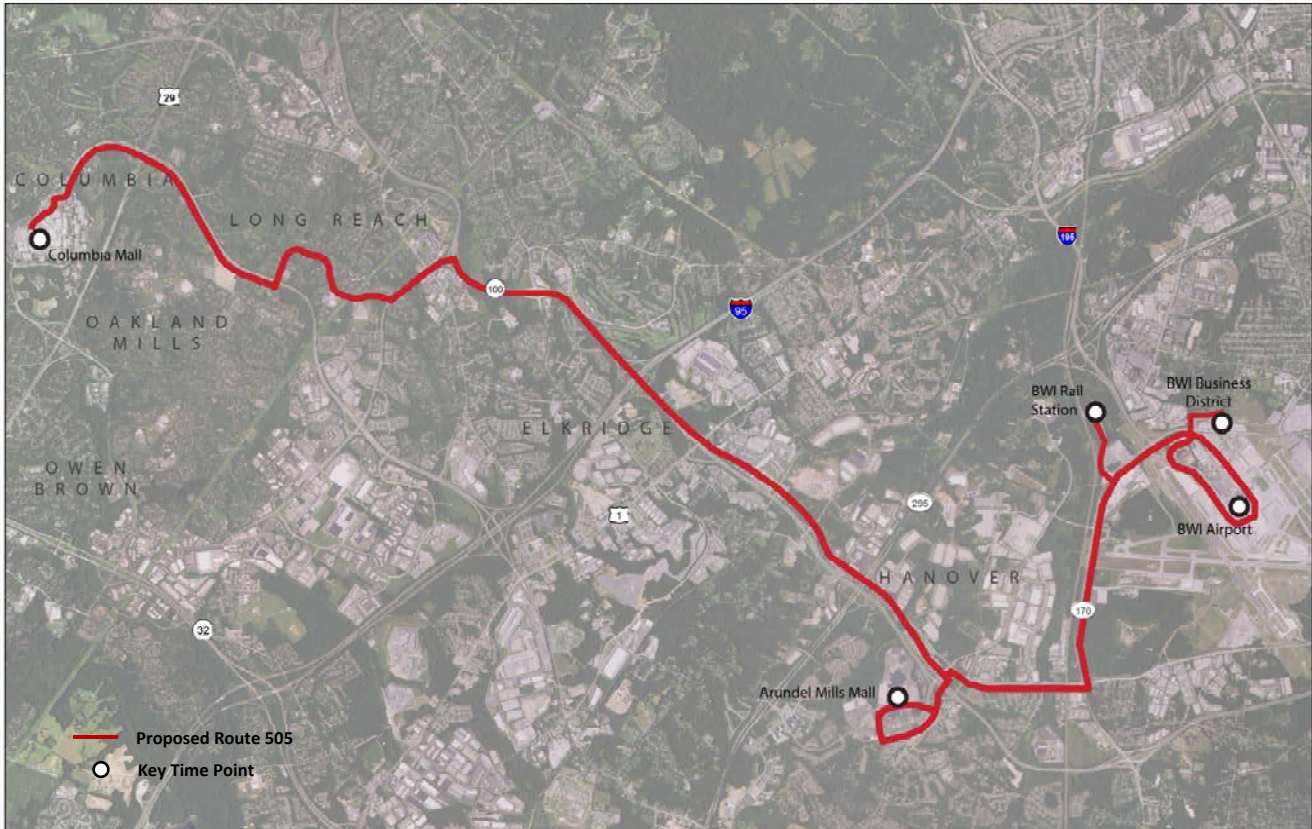 29
COLUMBIA
LONG REACH
Columbia Mall
100
OAKLAND
MILLS
95
195
BWI Rail
Station
BWI Business
District
ELKRIDGE
OWEN
BROWN
1
295
BWI Airport
HANOVER
170
32
Arundel Mills Mall
Proposed Route 505
Key Time Point